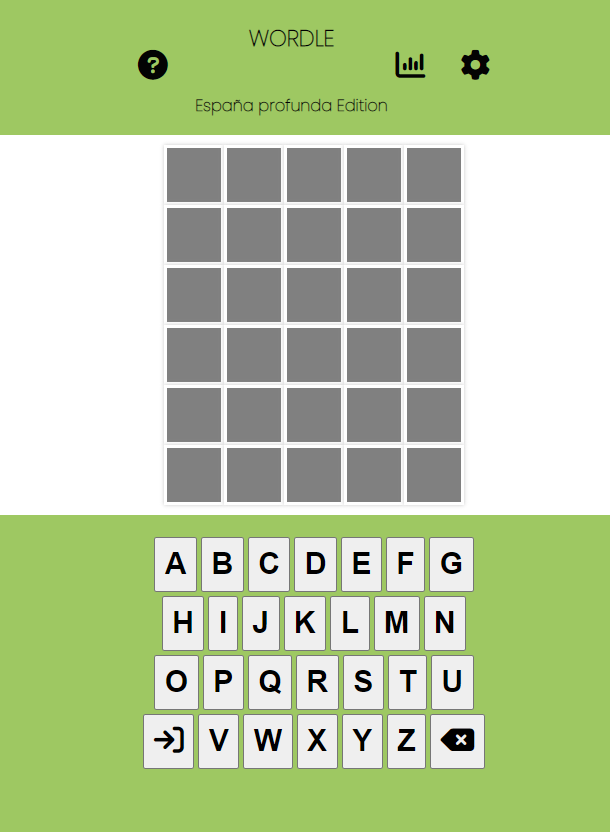 WORDLE
?
España profunda Edition
A B C D E F G
H I J K L M N
O P Q R S T U
V W X Y Z